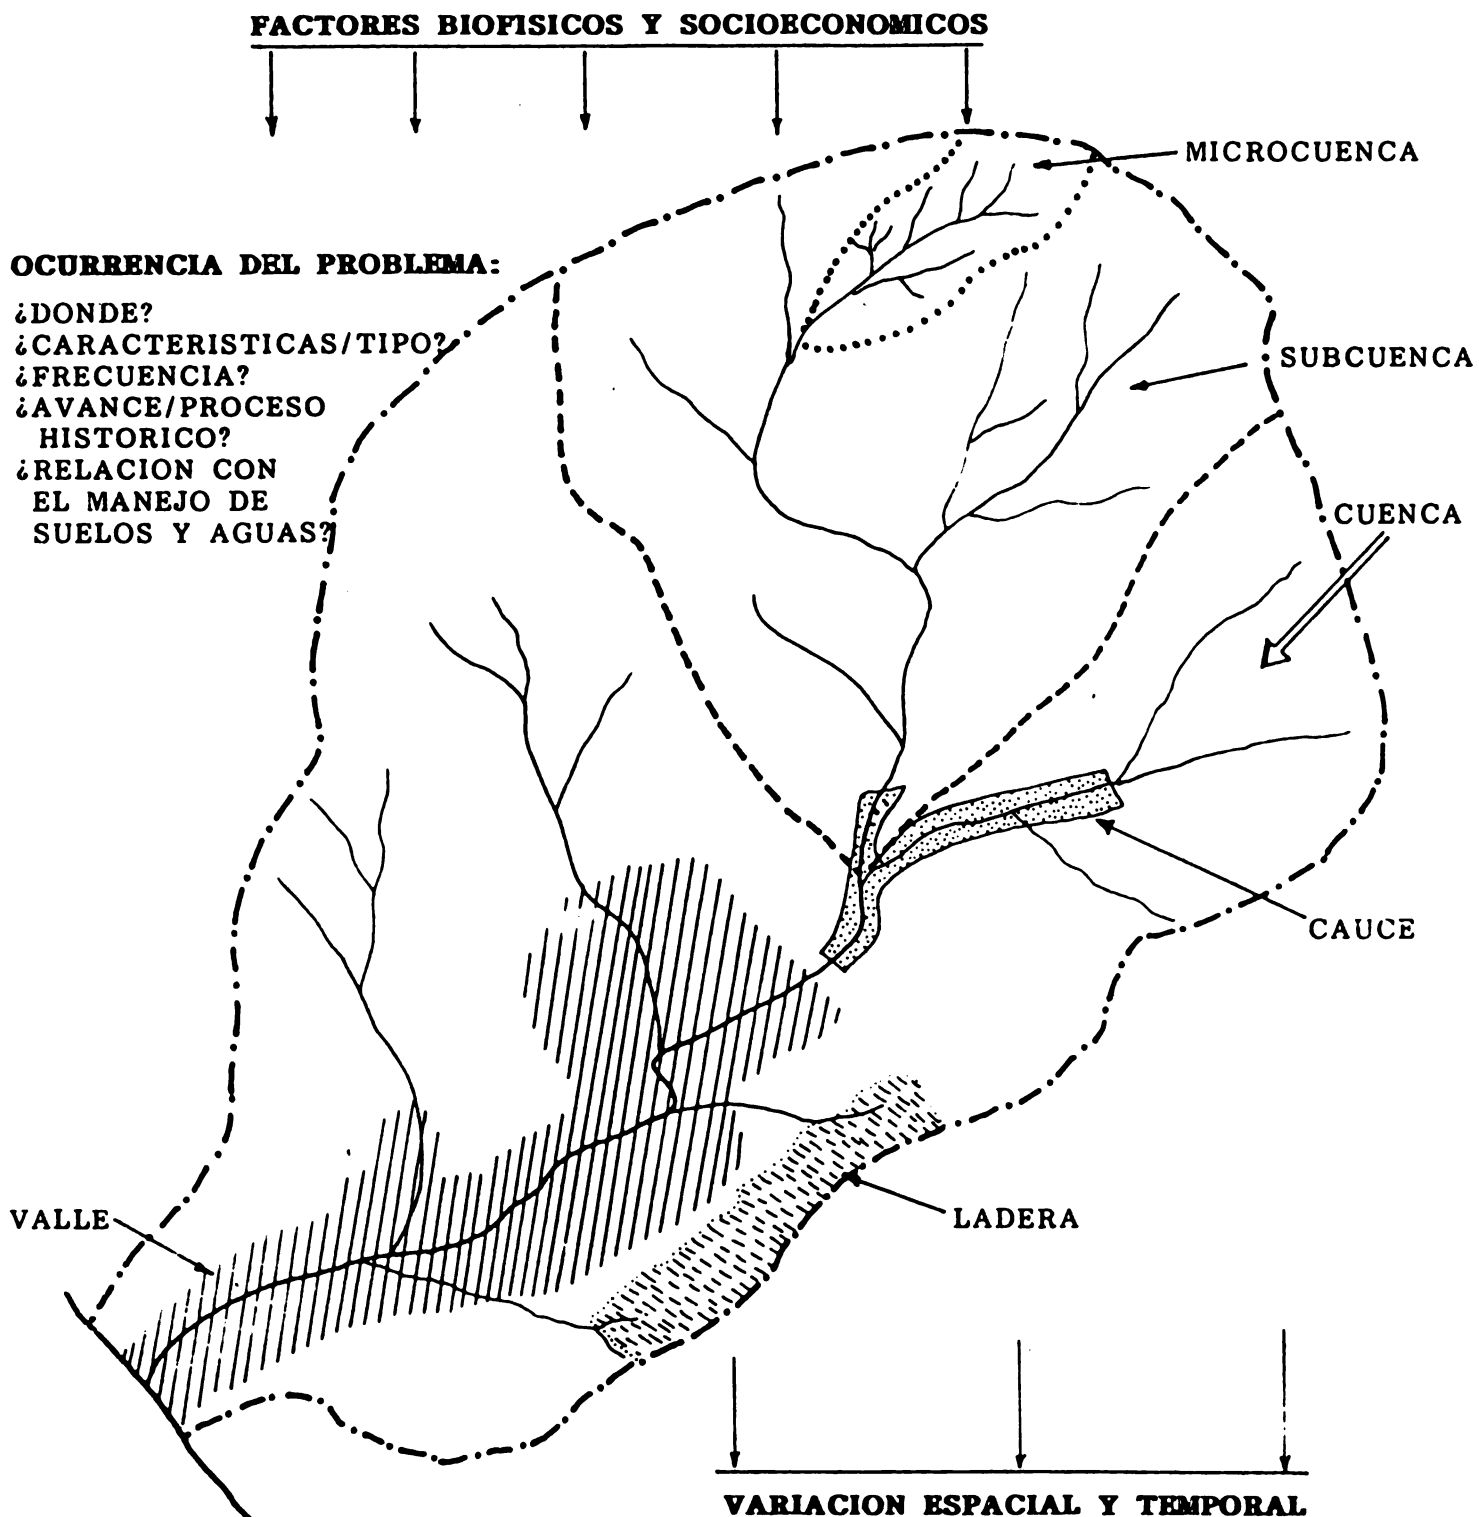 FACTORES BIOFISICOS Y SOCIOECONOMICOS
MICROCUENCA
OCURRENCIA DEL PROBLEMA:
¿DONDE?
¿CARACTERISTICAS/TIPO?
¿FRECUENCIA?
¿AVANCE/PROCESO
HISTORICO?
¿RELACION CON
EL MANEJO DE
SUELOS Y AGUAS?
SUBCUENCA
CUENCA
CAUCE
VALLE
LADERA
VARIACION ESPACIAL Y TEMPORAL